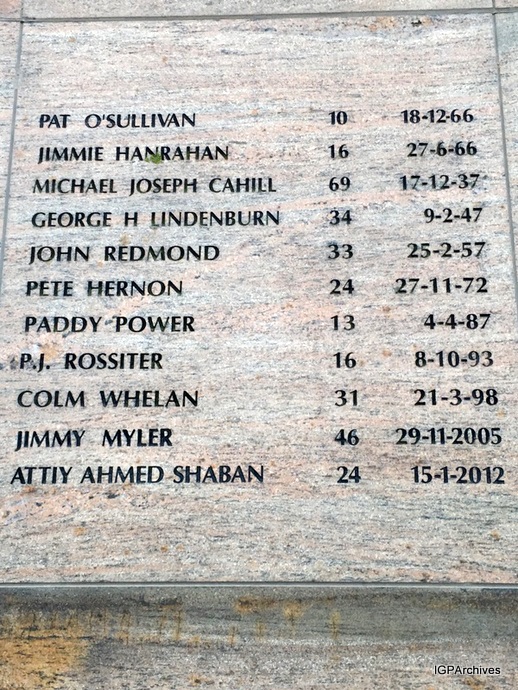 PAT O'SULLIVAN 10 18-12-66
JIMMIE HANRAHAN 16 27-6-66
MICHAEL JOSEPH CAHILL 69 17-12-37
GEORGE H LINDENBURN 34 9-2-47
JOHN REDMOND 33 25-2-57
PETE HERNON 24 27-11-72
PADDY POWER 13 4-4-87
P.J. ROSSITER 16 8-10-93
COLM WHELAN 31 21-3-98
JIMMY MYLER 46 29-11-2005
ATTIY AHMED SHABAN 24 15-1-2012
IGPArchives